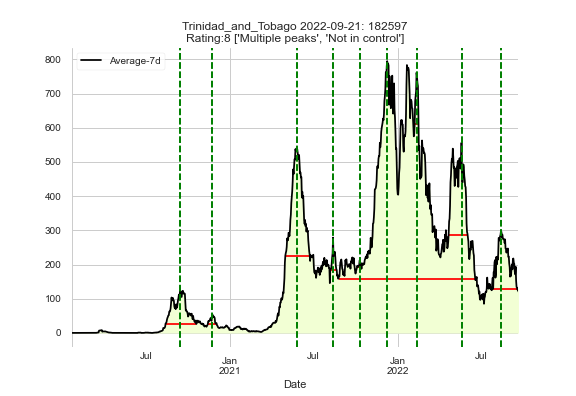 Trinidad_and_Tobago 2022-09-21: 182597
Rating:8 ['Multiple peaks', 'Not in control']
Average-7d
800
700
600
500
400
300
200
100
0
Jul
Jan
2021
Jul
Jan
2022
Jul
Date